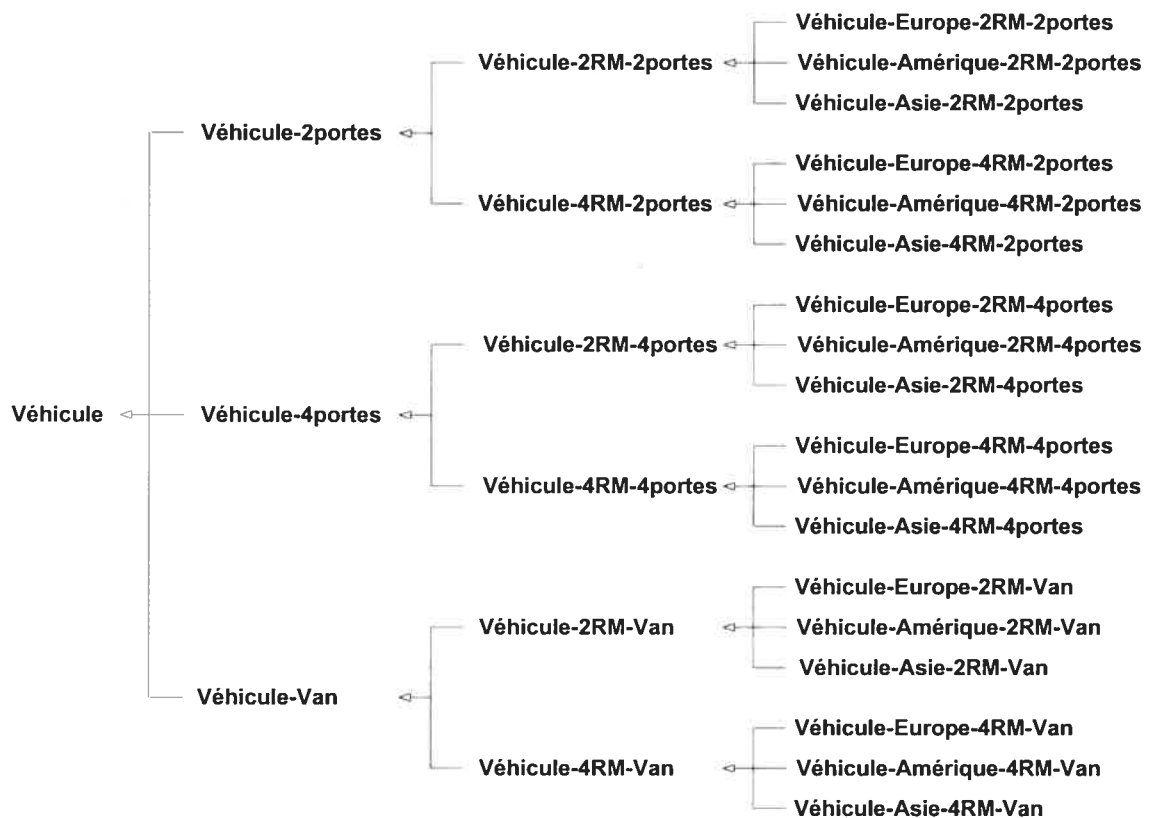 Véhicule-Europe-2RM-2portes
Véhicule-2RM-2portes
Véhicule-Amérique-2RM-2portes
Véhicule-Asie-2RM-2portes
Véhicule-2portes
Véhicule-Europe-4RM-2portes
Véhicule-4RM-2portes
Véhicule-Amérique-4RM-2portes
Véhicule-Asie-4RM-2portes
Véhicule-Europe-2RM-4portes
Véhicule-2RM-4portes
Véhicule-Amérique-2RM-4portes
Véhicule-Asie-2RM-4portes
Véhicule
Véhicule-4portes
Véhicule-Europe-4RM-4portes
Véhicule-4RM-4portes
Véhicule-Amérique-4RM-4portes
Véhicule-Asie-4RM-4portes
Véhicule-Europe-2RM-Van
Véhicule-2RM-Van
Véhicule-Amérique-2RM-Van
Véhicule-Asie-2RM-Van
Véhicule-Van
Véhicule-Europe-4RM-Van
Véhicule-4RM-Van
Véhicule-Amérique-4RM-Van
Véhicule-Asie-4RM-Van